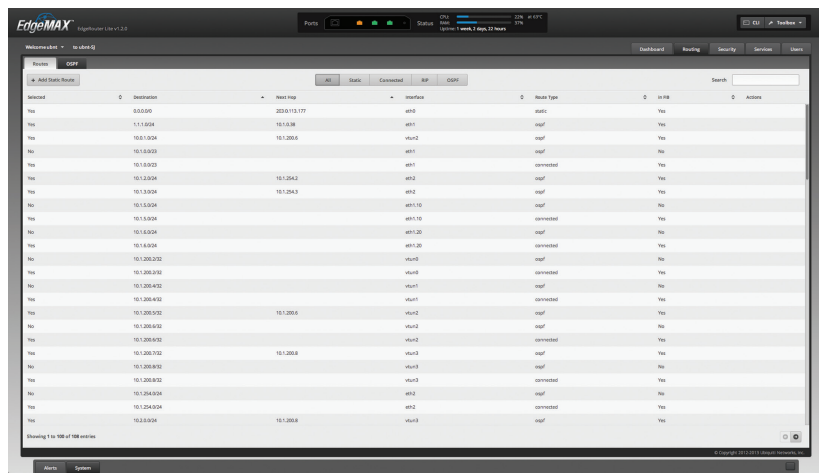 EdgeMAX EdgeRouter Lite v1.2.0
Ports Status CPU: 22% at 63°C
RAM: 37%
Uptime: 1 week, 2 days, 22 hours
CLI Toolbox
Welcome ubnt to ubnt-SJ
Dashboard Routing Security Services Users
Routes OSPF
+ Add Static Route All Static Connected RIP OSPF Search
Selected Destination Next Hop Interface Route Type In FIB Actions
Yes 0.0.0.0/0 203.0.113.177 eth0 static Yes
Yes 1.1.1.0/24 10.1.0.38 eth1 ospf Yes
Yes 10.0.1.0/24 10.1.200.6 vtun2 ospf Yes
No 10.1.0.0/23 eth1 ospf No
Yes 10.1.0.0/23 eth1 connected Yes
Yes 10.1.2.0/24 10.1.254.2 eth2 ospf Yes
Yes 10.1.3.0/24 10.1.254.3 eth2 ospf Yes
No 10.1.5.0/24 eth1.10 ospf No
Yes 10.1.5.0/24 eth1.10 connected Yes
No 10.1.6.0/24 eth1.20 ospf No
Yes 10.1.6.0/24 eth1.20 connected Yes
No 10.1.200.2/32 vtun0 ospf No
Yes 10.1.200.2/32 vtun0 connected Yes
No 10.1.200.4/32 vtun1 ospf No
Yes 10.1.200.4/32 vtun1 connected Yes
Yes 10.1.200.5/32 10.1.200.6 vtun2 ospf Yes
No 10.1.200.6/32 vtun2 ospf No
Yes 10.1.200.6/32 vtun2 connected Yes
Yes 10.1.200.7/32 10.1.200.8 vtun3 ospf Yes
No 10.1.200.8/32 vtun3 ospf No
Yes 10.1.200.8/32 vtun3 connected Yes
No 10.1.254.0/24 eth2 ospf No
Yes 10.1.254.0/24 eth2 connected Yes
Yes 10.2.0.0/24 10.1.200.8 vtun3 ospf Yes
Showing 1 to 100 of 108 entries
© Copyright 2012-2013 Ubiquiti Networks, Inc.
Alerts System